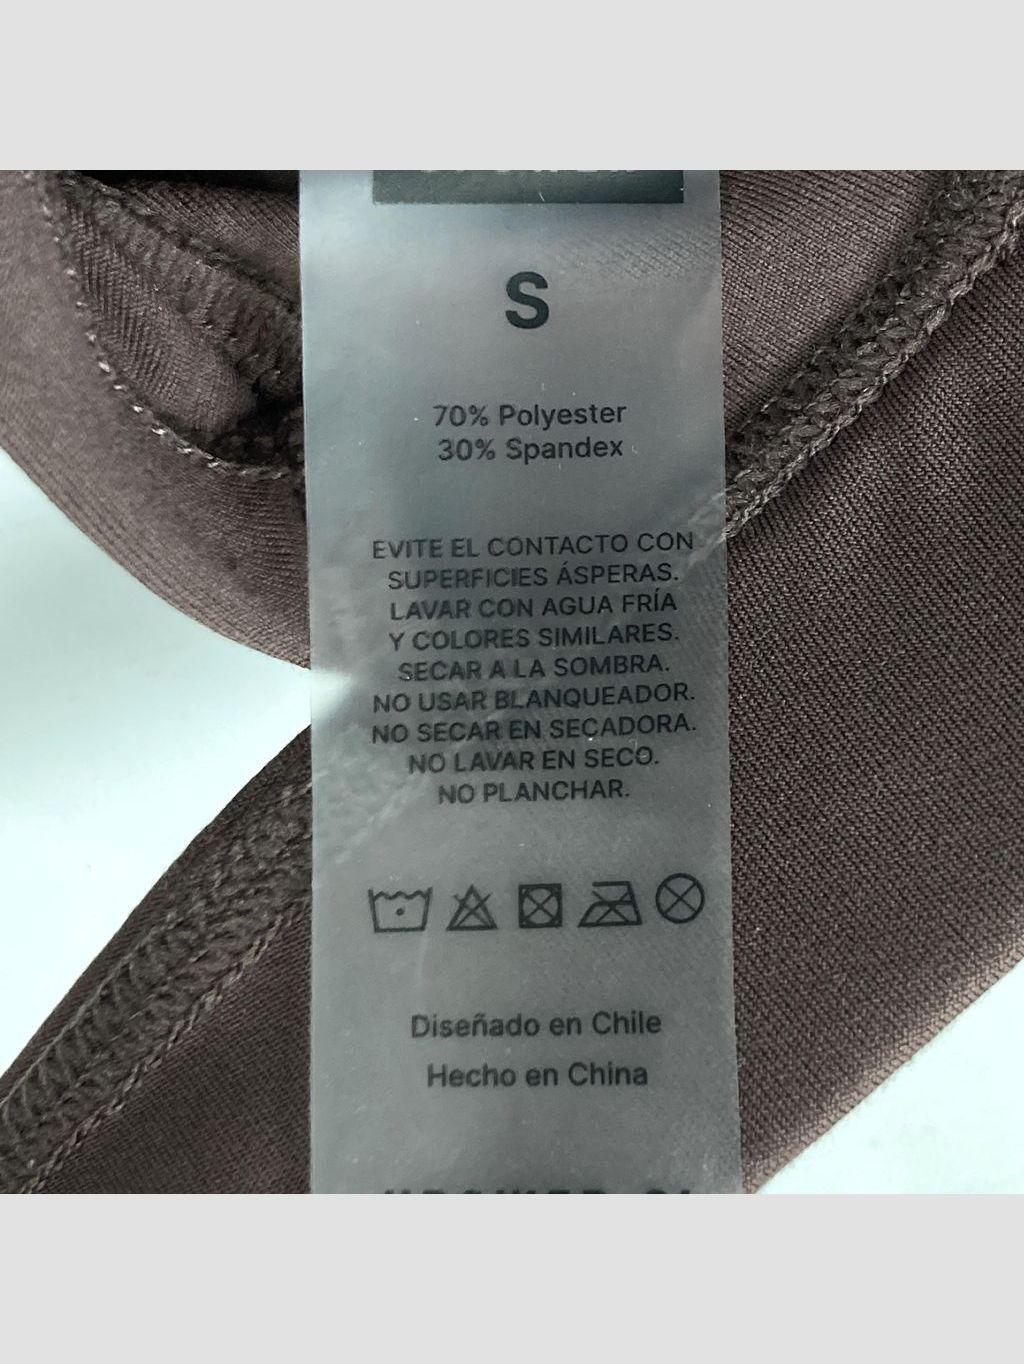 S
70% Polyester
30% Spandex
EVITE EL CONTACTO CON
SUPERFICIES ÁSPERAS.
LAVAR CON AGUA FRÍA
Y COLORES SIMILARES.
SECAR A LA SOMBRA.
NO USAR BLANQUEADOR.
NO SECAR EN SECADORA.
NO LAVAR EN SECO.
NO PLANCHAR.
Diseñado en Chile
Hecho en China